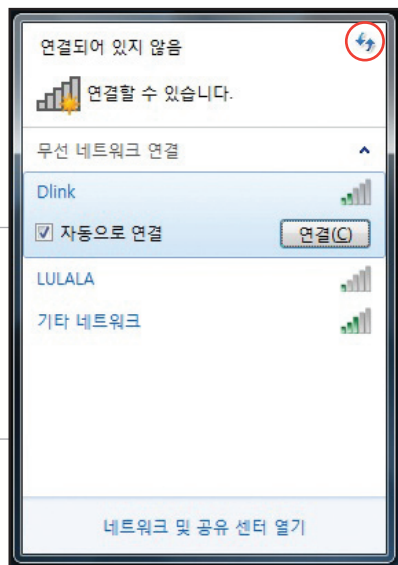 연결되어 있지 않음
연결할 수 있습니다.
무선 네트워크 연결
Dlink
자동으로 연결
연결(C)
LULALA
기타 네트워크
네트워크 및 공유 센터 열기